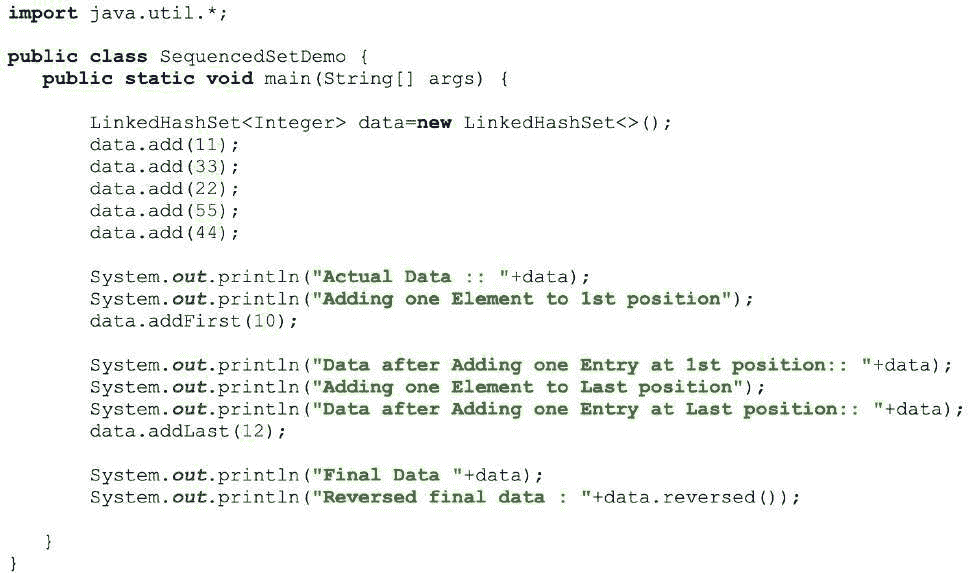 import java.util.*;

public class SequencedSetDemo {
   public static void main(String[] args) {

       LinkedHashSet<Integer> data=new LinkedHashSet<>();
       data.add(11);
       data.add(33);
       data.add(22);
       data.add(55);
       data.add(44);

       System.out.println("Actual Data :: "+data);
       System.out.println("Adding one Element to 1st position");
       data.addFirst(10);

       System.out.println("Data after Adding one Entry at 1st position:: "+data);
       System.out.println("Adding one Element to Last position");
       System.out.println("Data after Adding one Entry at Last position:: "+data);
       data.addLast(12);

       System.out.println("Final Data "+data);
       System.out.println("Reversed final data : "+data.reversed());

   }
}